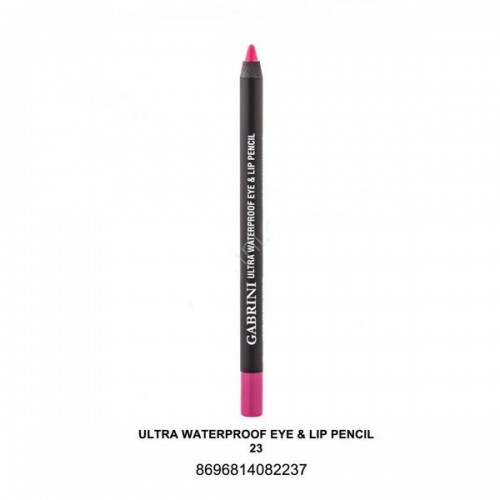 GABRINI ULTRA WATERPROOF EYE & LIP PENCIL
ULTRA WATERPROOF EYE & LIP PENCIL
23
8696814082237